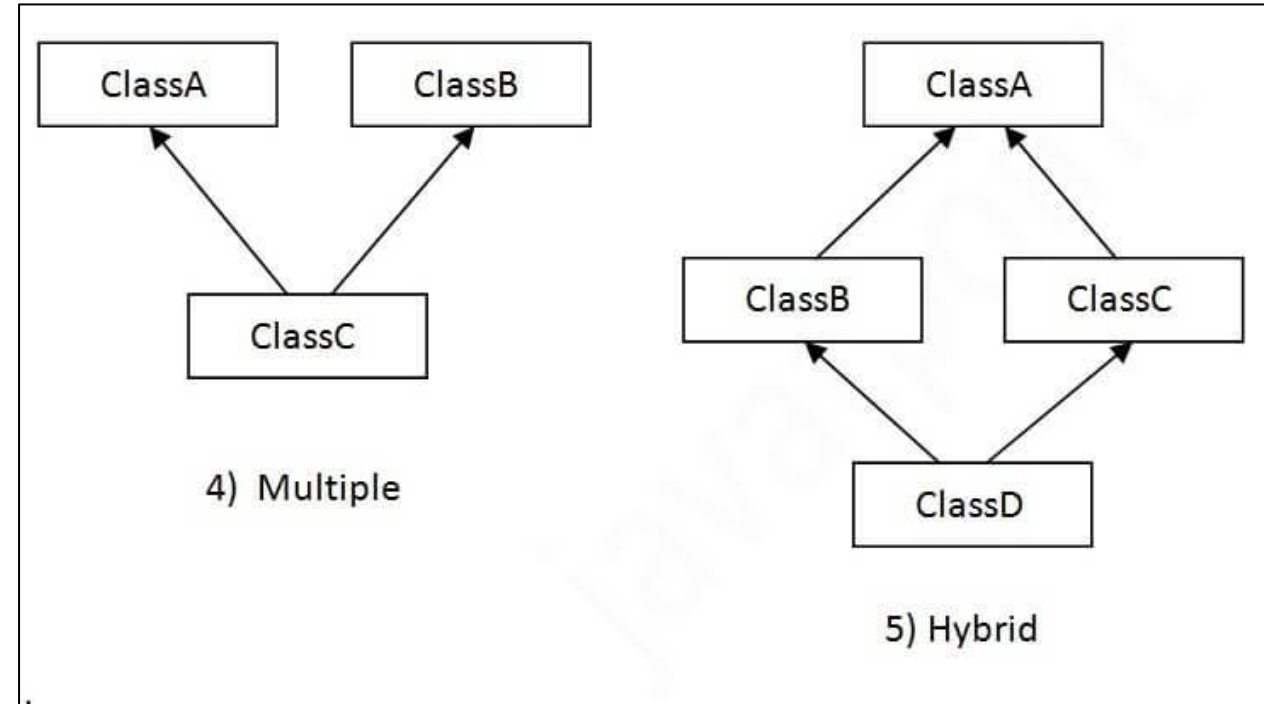 ClassA
ClassB
ClassC
4) Multiple
ClassA
ClassB
ClassC
ClassD
5) Hybrid